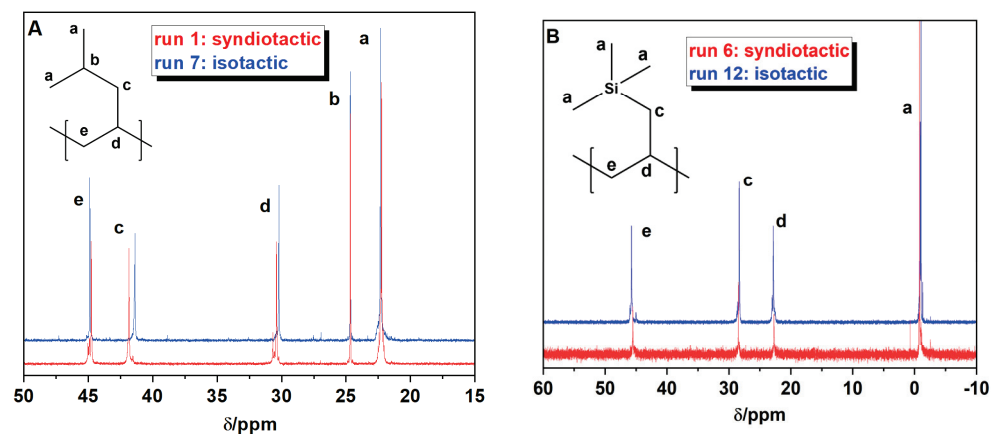 A
run 1: syndiotactic
run 7: isotactic
a
a
b
c
e
d
e
c
d
b
a
50
45
40
35
30
25
20
15
δ/ppm
B
run 6: syndiotactic
run 12: isotactic
a
a
Si
a
c
e
d
e
c
d
a
60
50
40
30
20
10
0
-10
δ/ppm